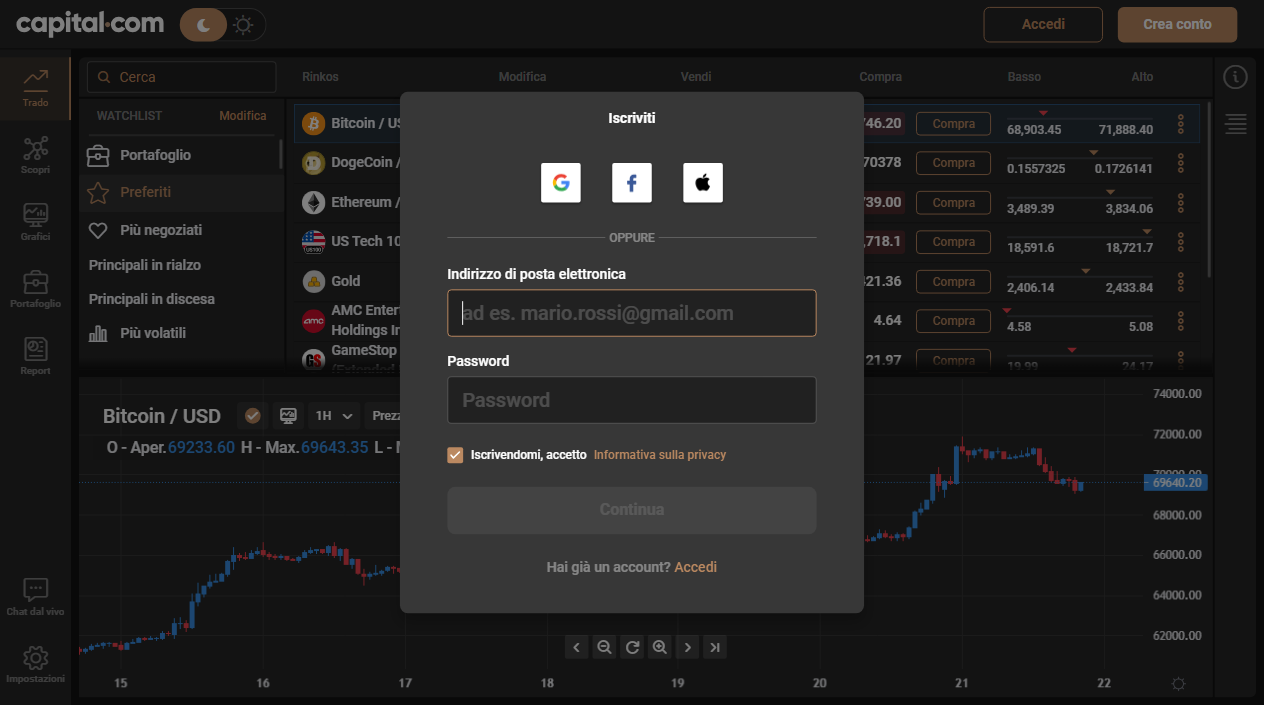 capital.com
Accedi
Crea conto
Trado
Scopri
Grafici
Portafoglio
Report
Chat dal vivo
Impostazioni
Cerca
WATCHLIST Modifica
Portafoglio
Preferiti
Più negoziati
Principali in rialzo
Principali in discesa
Più volatili
Rinkos Modifica Vendi Compra Basso Alto
Bitcoin / US 746.20 Compra 68,903.45 71,888.40
DogeCoin / 70378 Compra 0.1557325 0.1726141
Ethereum / 739.00 Compra 3,489.39 3,834.06
US Tech 10 ,718.1 Compra 18,591.6 18,721.7
Gold 21.36 Compra 2,406.14 2,433.84
AMC Enter
Holdings In 4.64 Compra 4.58 5.08
GameStop 21.97 Compra 19.99 24.17
(Extended
Iscriviti
OPPURE
Indirizzo di posta elettronica
ad es. mario.rossi@gmail.com
Password
Password
Iscrivendomi, accetto Informativa sulla privacy
Continua
Hai già un account? Accedi
Bitcoin / USD 1H Prezz
O - Aper.69233.60 H - Max.69643.35 L -
74000.00
72000.00
70000.00
69640.20
68000.00
66000.00
64000.00
62000.00
15 16 17 18 19 20 21 22